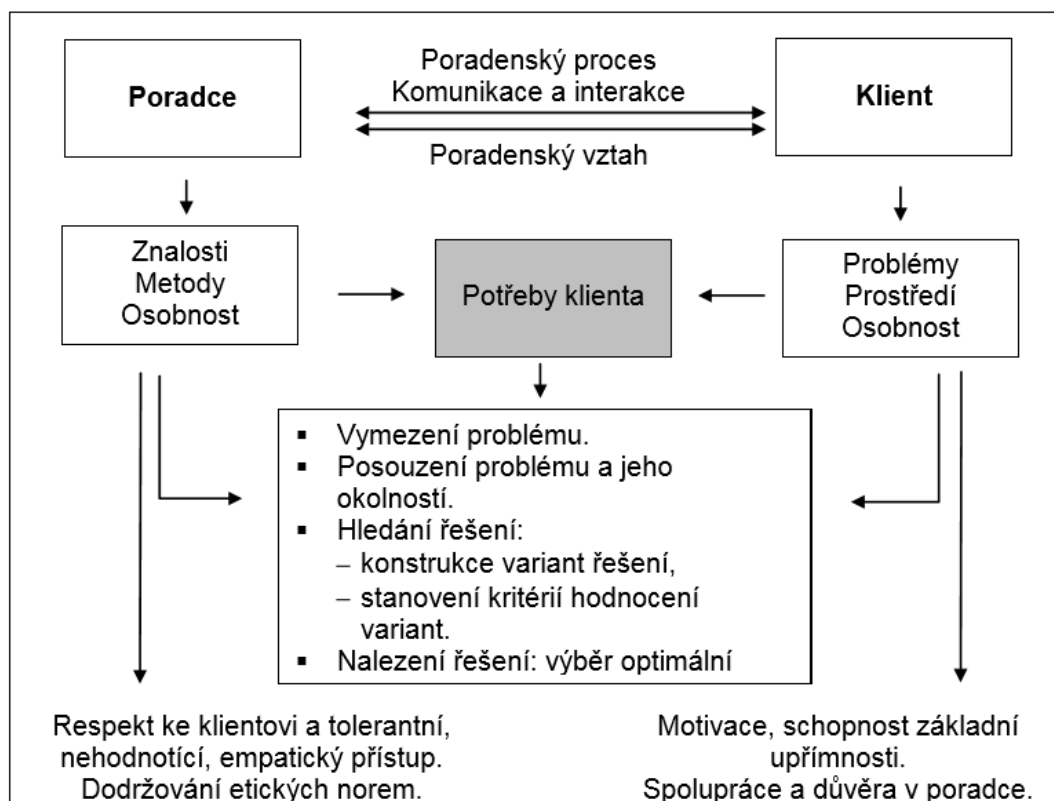 Poradce
Poradenský proces
Komunikace a interakce
Poradenský vztah
Klient
Znalosti
Metody
Osobnost
Potřeby klienta
Problémy
Prostředí
Osobnost
▪ Vymezení problému.
▪ Posouzení problému a jeho
okolností.
▪ Hledání řešení:
– konstrukce variant řešení,
– stanovení kritérií hodnocení
variant.
▪ Nalezení řešení: výběr optimální
Respekt ke klientovi a tolerantní,
nehodnotící, empatický přístup.
Dodržování etických norem.
Motivace, schopnost základní
upřímnosti.
Spolupráce a důvěra v poradce.